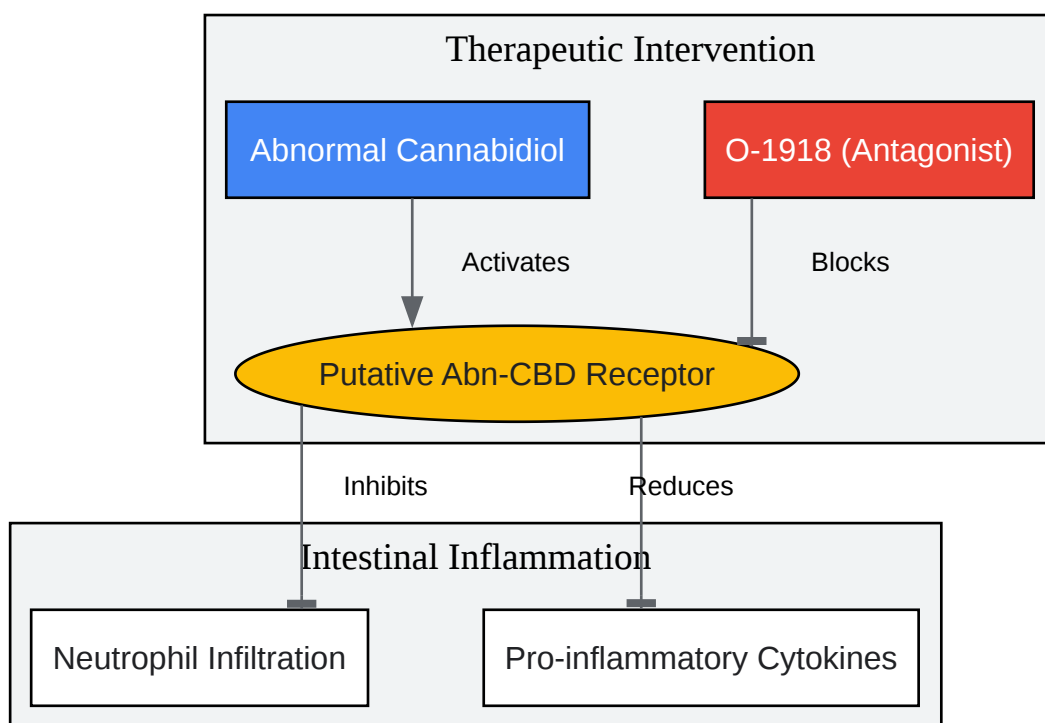 Therapeutic Intervention
Abnormal Cannabidiol
O-1918 (Antagonist)
Activates
Blocks
Putative Abn-CBD Receptor
Inhibits
Reduces
Intestinal Inflammation
Neutrophil Infiltration
Pro-inflammatory Cytokines